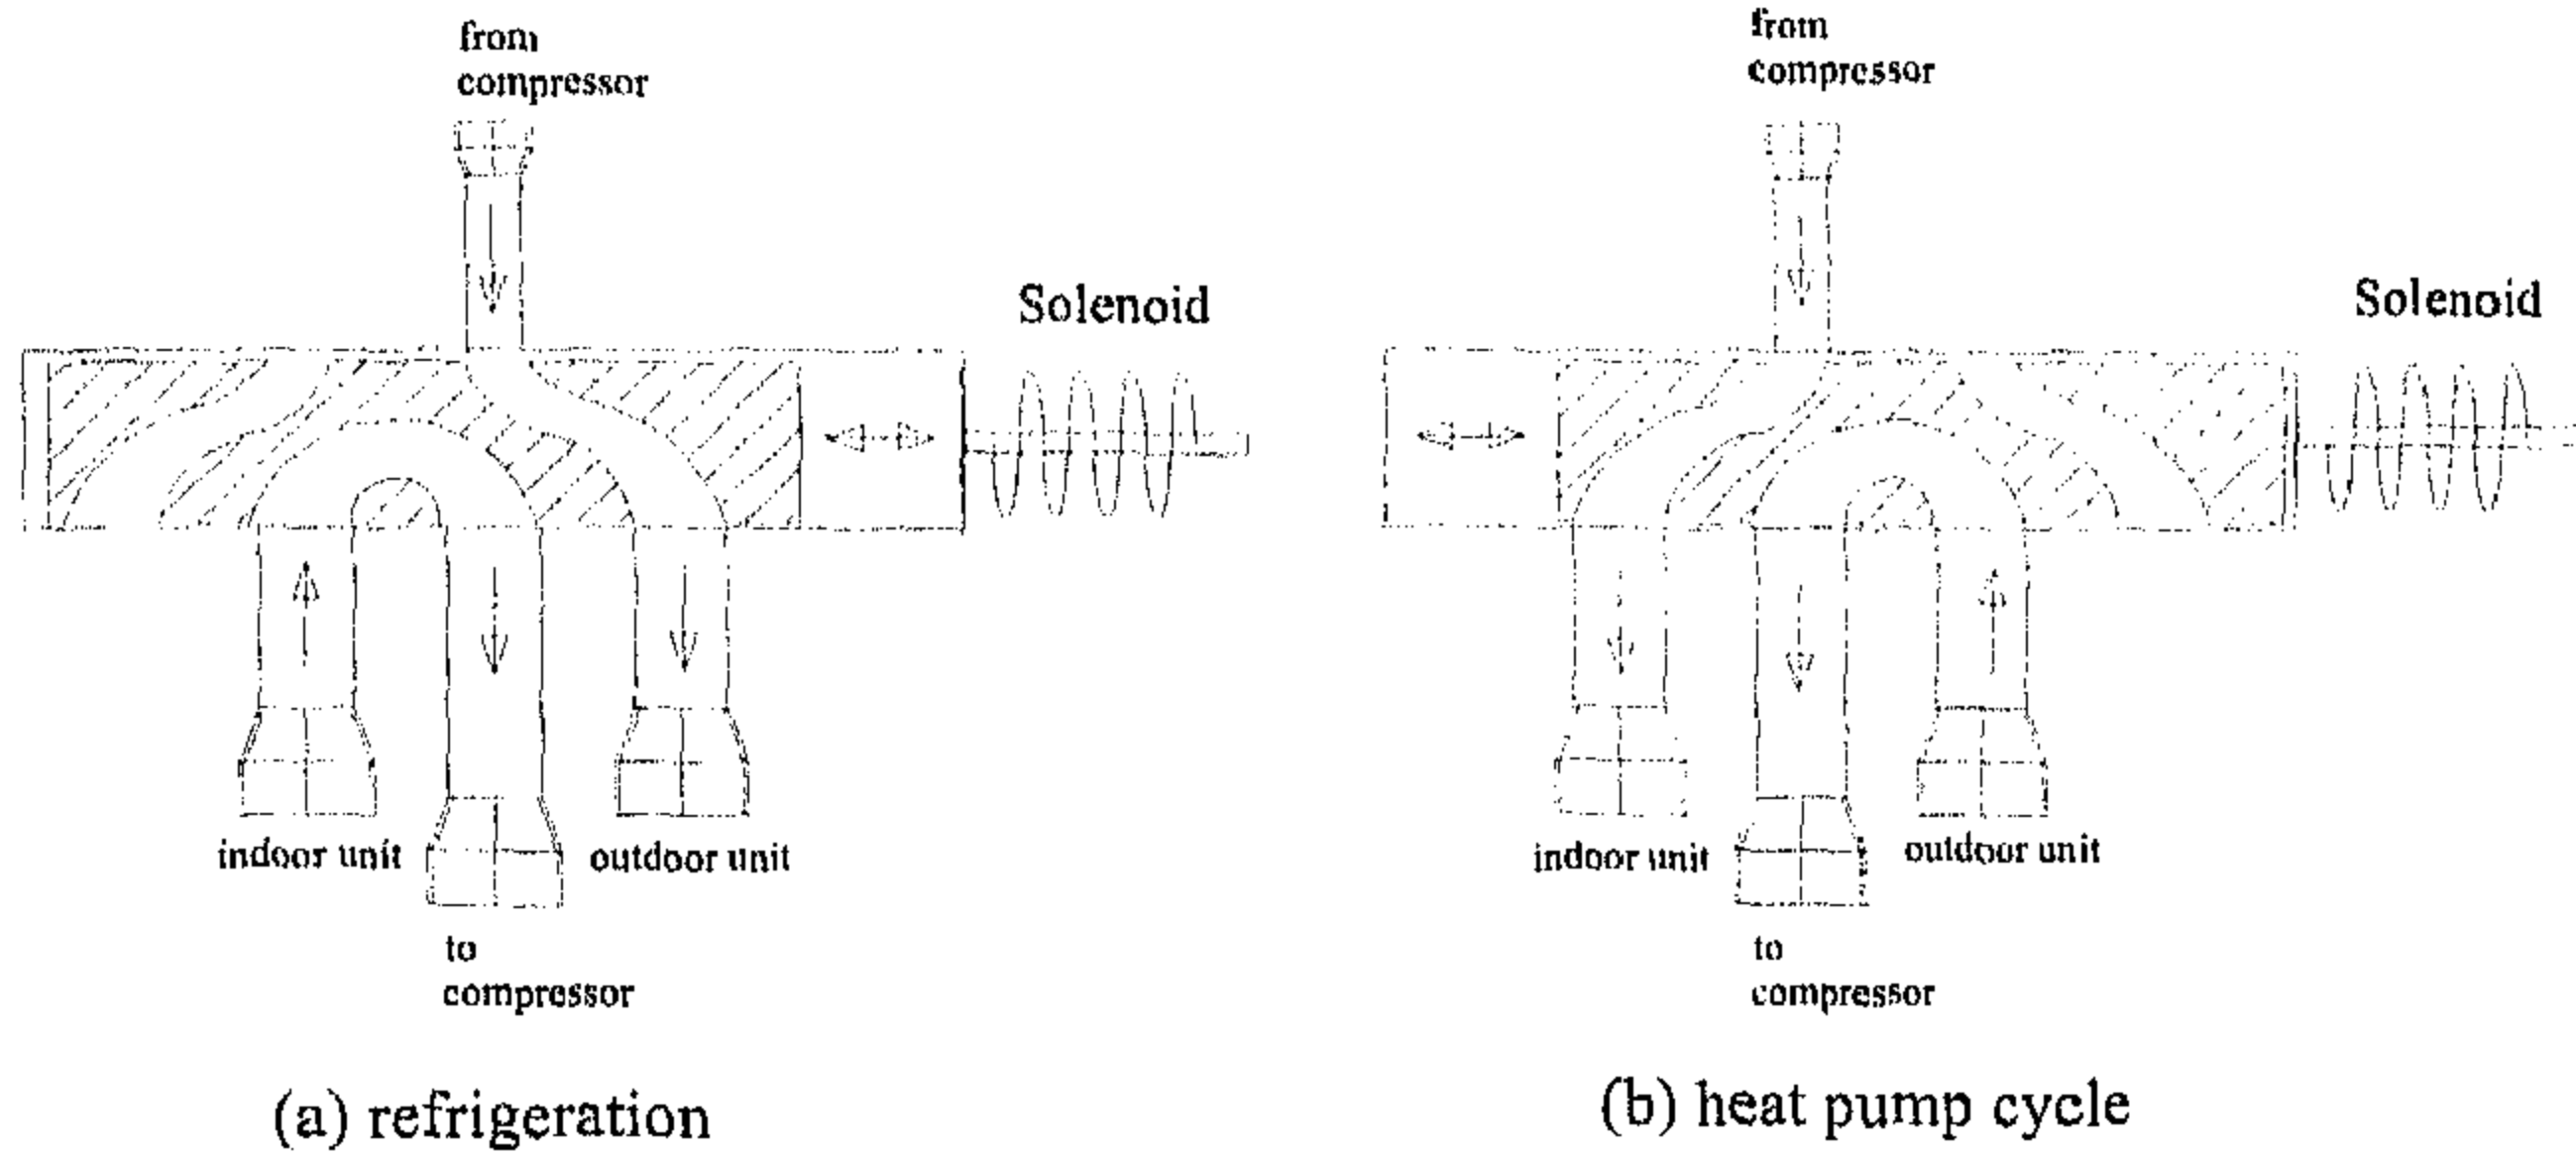 from
compressor
Solenoid
indoor unit
outdoor unit
to
compressor
(a) refrigeration
from
compressor
Solenoid
indoor unit
outdoor unit
to
compressor
(b) heat pump cycle